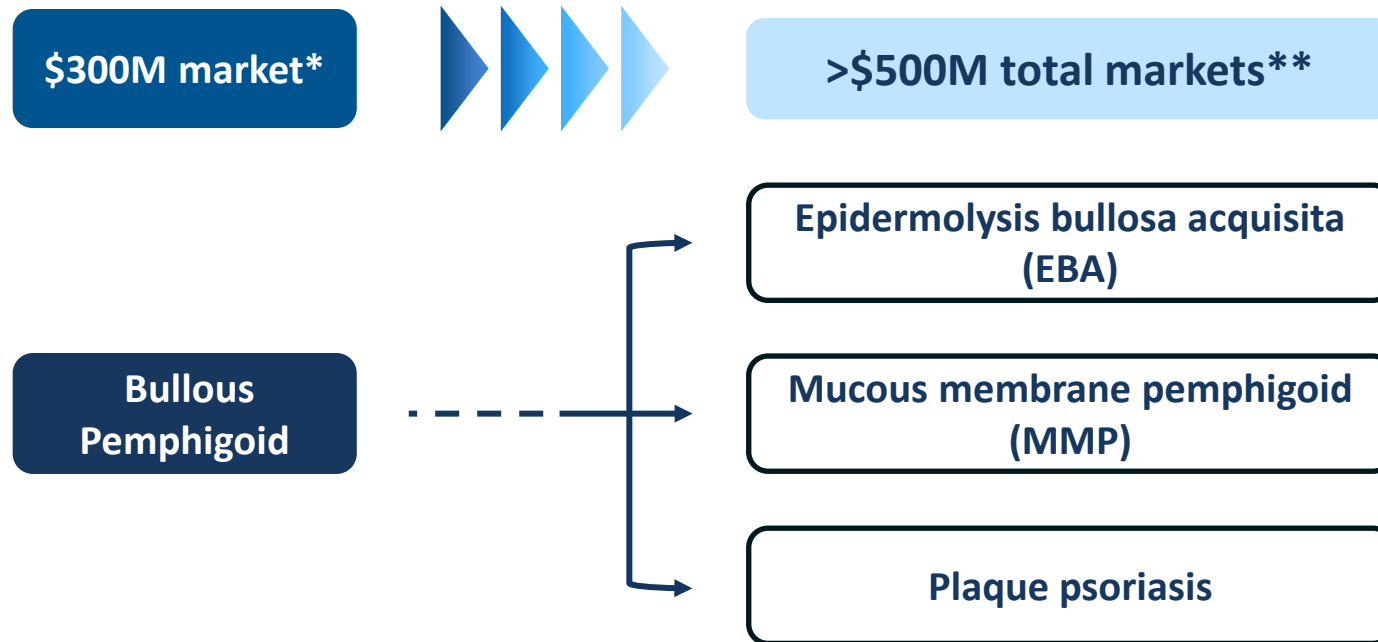 $300M market*
>$500M total markets**
Epidermolysis bullosa acquisita
(EBA)
Bullous
Pemphigoid
Mucous membrane pemphigoid
(MMP)
Plaque psoriasis